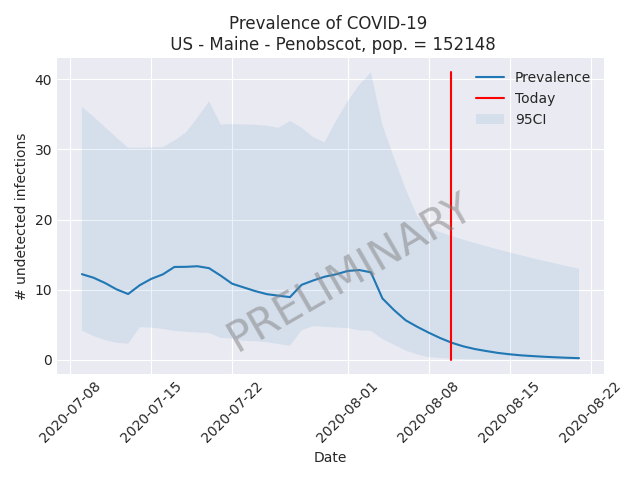 Prevalence of COVID-19
US - Maine - Penobscot, pop. = 152148
# undetected infections
40
30
20
10
0
Prevalence
Today
95CI
PRELIMINARY
2020-07-08
2020-07-15
2020-07-22
2020-08-01
2020-08-08
2020-08-15
2020-08-22
Date